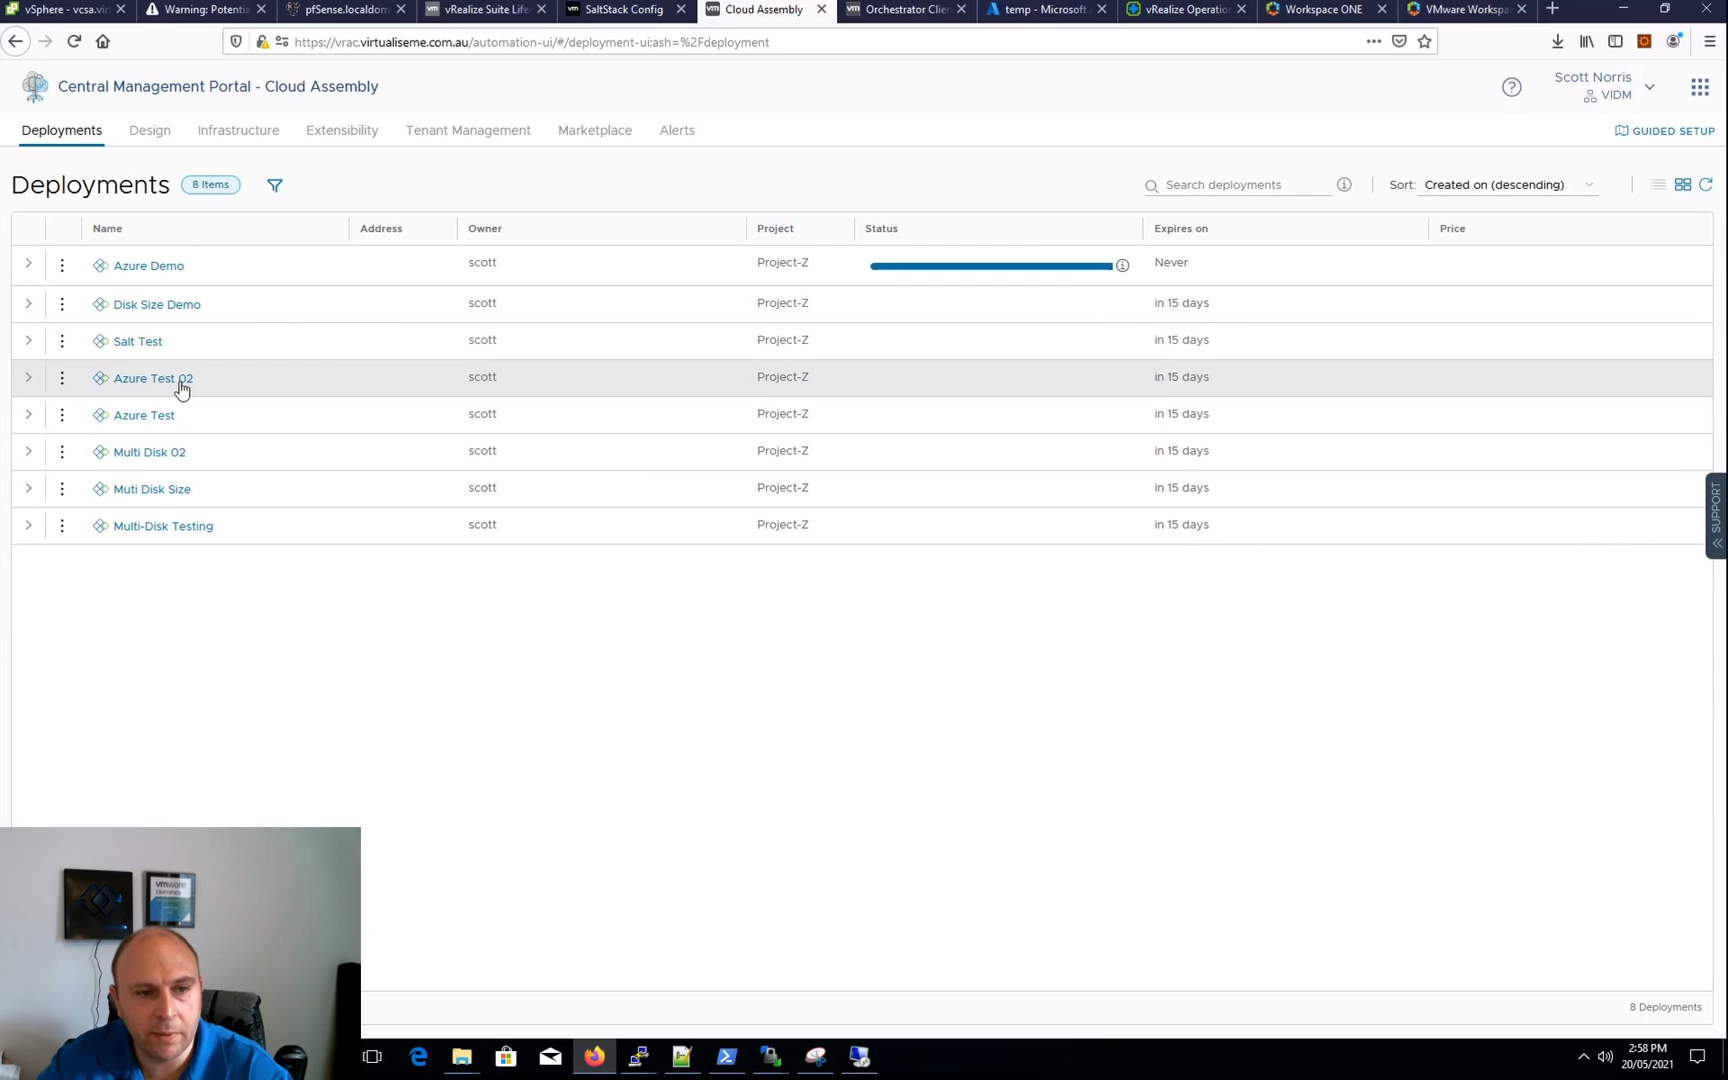 vSphere - vcsa.vir
Warning: Potentia
pfSense.localdom
vRealize Suite Life
SaltStack Config
Cloud Assembly
Orchestrator Clien
temp - Microsoft
vRealize Operation
Workspace ONE
VMware Workspa
https://vrac.virtualiseme.com.au/automation-ui/#/deployment-ui;ash=%2Fdeployment
Central Management Portal - Cloud Assembly
Scott Norris
VIDM
Deployments Design Infrastructure Extensibility Tenant Management Marketplace Alerts
GUIDED SETUP
Deployments 8 Items
Search deployments
Sort: Created on (descending)
Name Address Owner Project Status Expires on Price
Azure Demo scott Project-Z Never
Disk Size Demo scott Project-Z in 15 days
Salt Test scott Project-Z in 15 days
Azure Test 02 scott Project-Z in 15 days
Azure Test scott Project-Z in 15 days
Multi Disk 02 scott Project-Z in 15 days
Muti Disk Size scott Project-Z in 15 days
Multi-Disk Testing scott Project-Z in 15 days
SUPPORT
vmware
CERTIFIED
8 Deployments
2:58 PM
20/05/2021